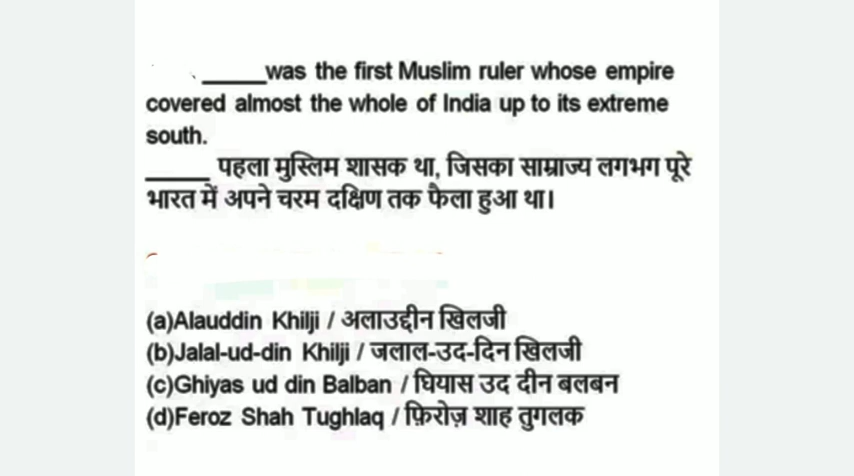 _____was the first Muslim ruler whose empire
covered almost the whole of India up to its extreme
south.
_____ पहला मुस्लिम शासक था, जिसका साम्राज्य लगभग पूरे
भारत में अपने चरम दक्षिण तक फैला हुआ था।
(a)Alauddin Khilji / अलाउद्दीन खिलजी
(b)Jalal-ud-din Khilji / जलाल-उद-दिन खिलजी
(c)Ghiyas ud din Balban / घियास उद दीन बलबन
(d)Feroz Shah Tughlaq / फ़िरोज़ शाह तुगलक